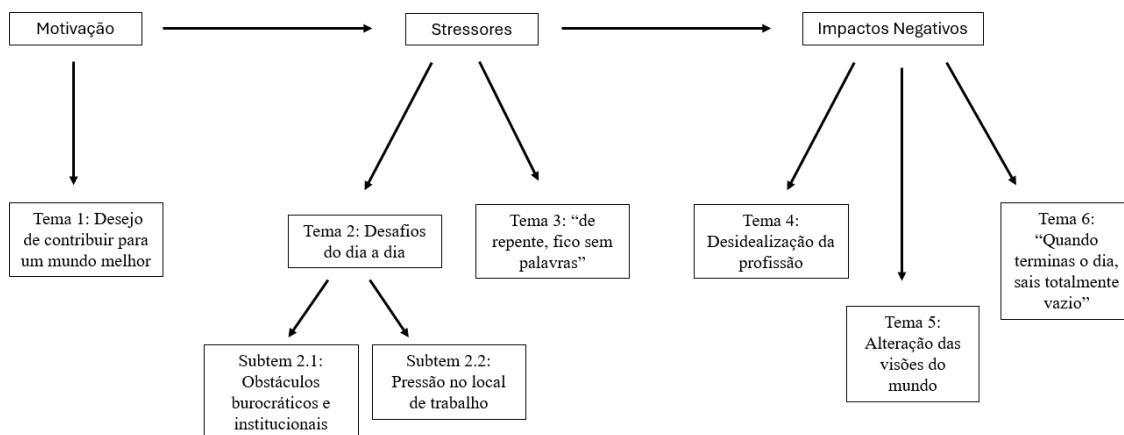 Motivação
Stressores
Impactos Negativos
Tema 1: Desejo
de contribuir para
um mundo melhor
Tema 2: Desafios
do dia a dia
Tema 3: “de
repente, fico sem
palavras”
Tema 4:
Desidealização da
profissão
Tema 6:
“Quando
terminas o dia,
sais totalmente
vazio”
Tema 5:
Alteração das
visões do
mundo
Subtem 2.1:
Obstáculos
burocráticos e
institucionais
Subtem 2.2:
Pressão no local
de trabalho